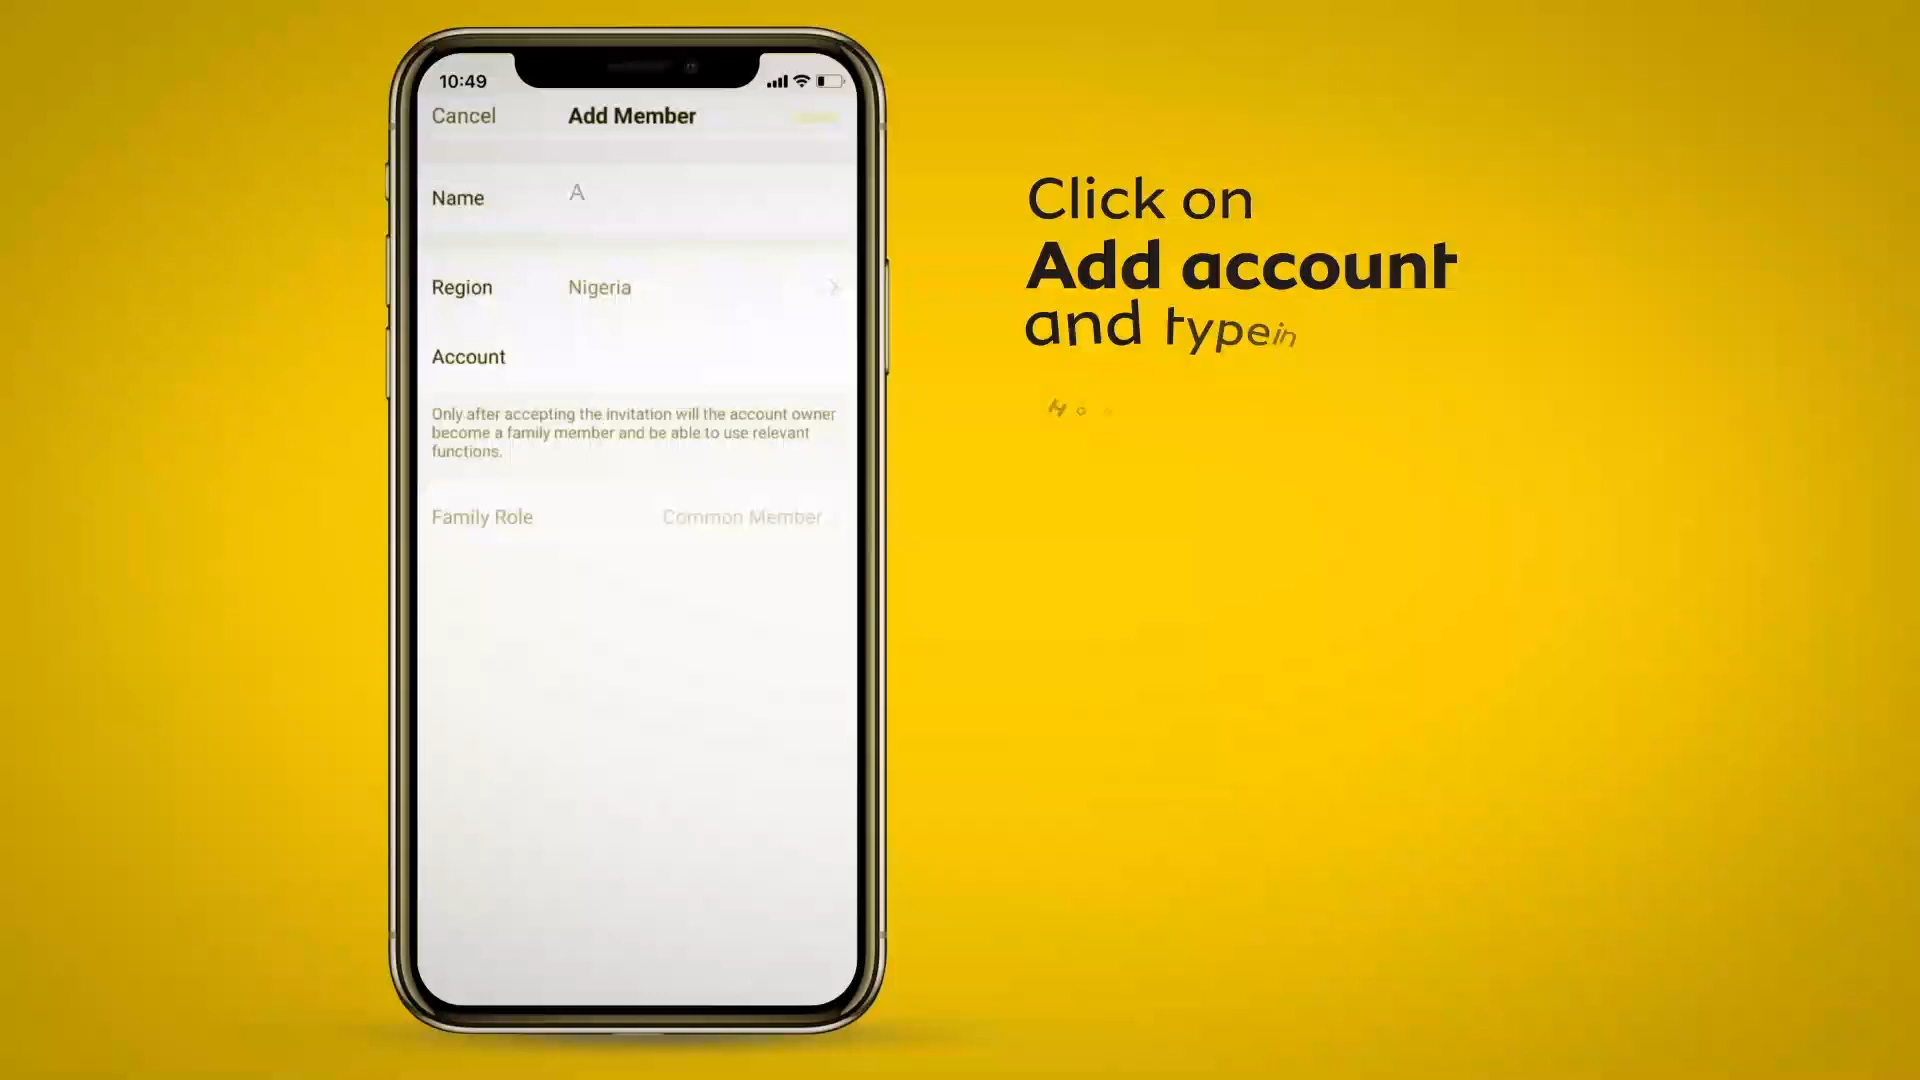 10:49
Cancel
Add Member
Name
A
Region
Nigeria
Account
Only after accepting the invitation will the account owner
become a family member and be able to use relevant
functions.
Family Role
Common Member
Click on
Add account
and type in